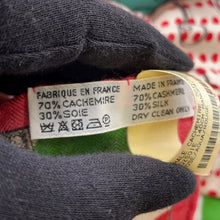 FABRIQUE EN FRANCE
70% CACHEMIRE
30% SOIE
MADE IN FRANCE
70% CASHMERE
30% SILK
DRY CLEAN ONLY